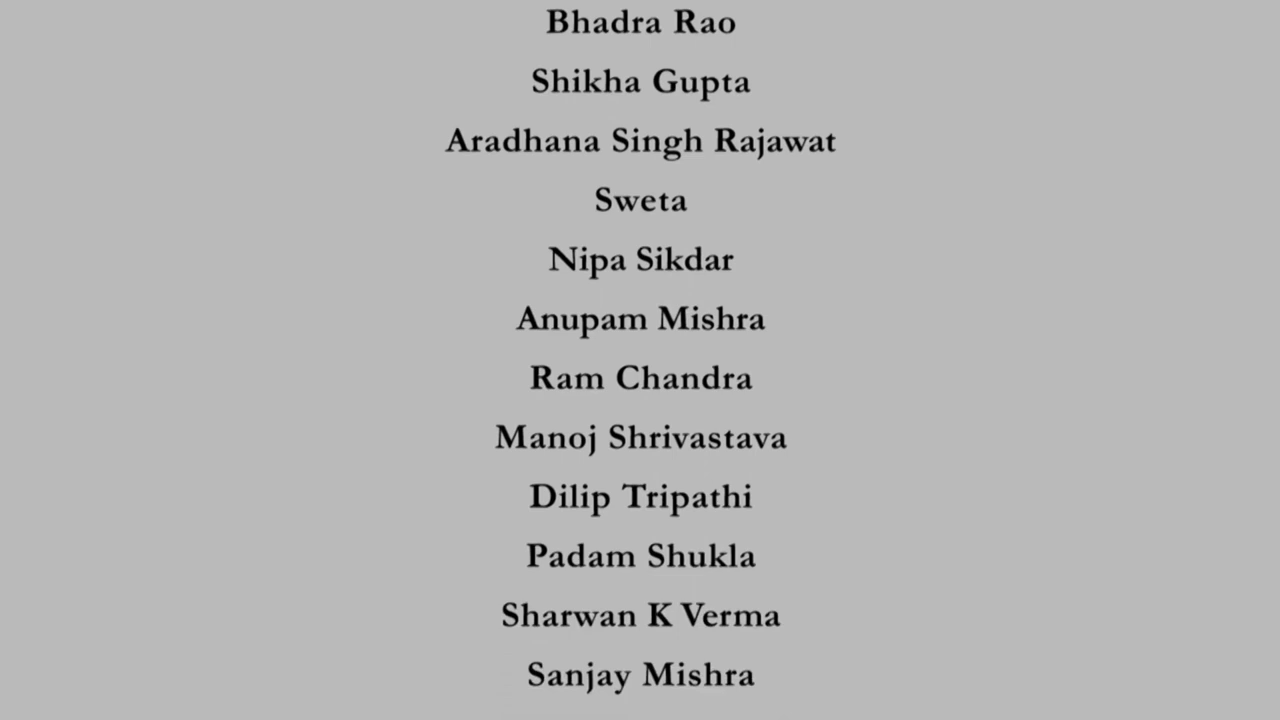 Bhadra Rao
Shikha Gupta
Aradhana Singh Rajawat
Sweta
Nipa Sikdar
Anupam Mishra
Ram Chandra
Manoj Shrivastava
Dilip Tripathi
Padam Shukla
Sharwan K Verma
Sanjay Mishra